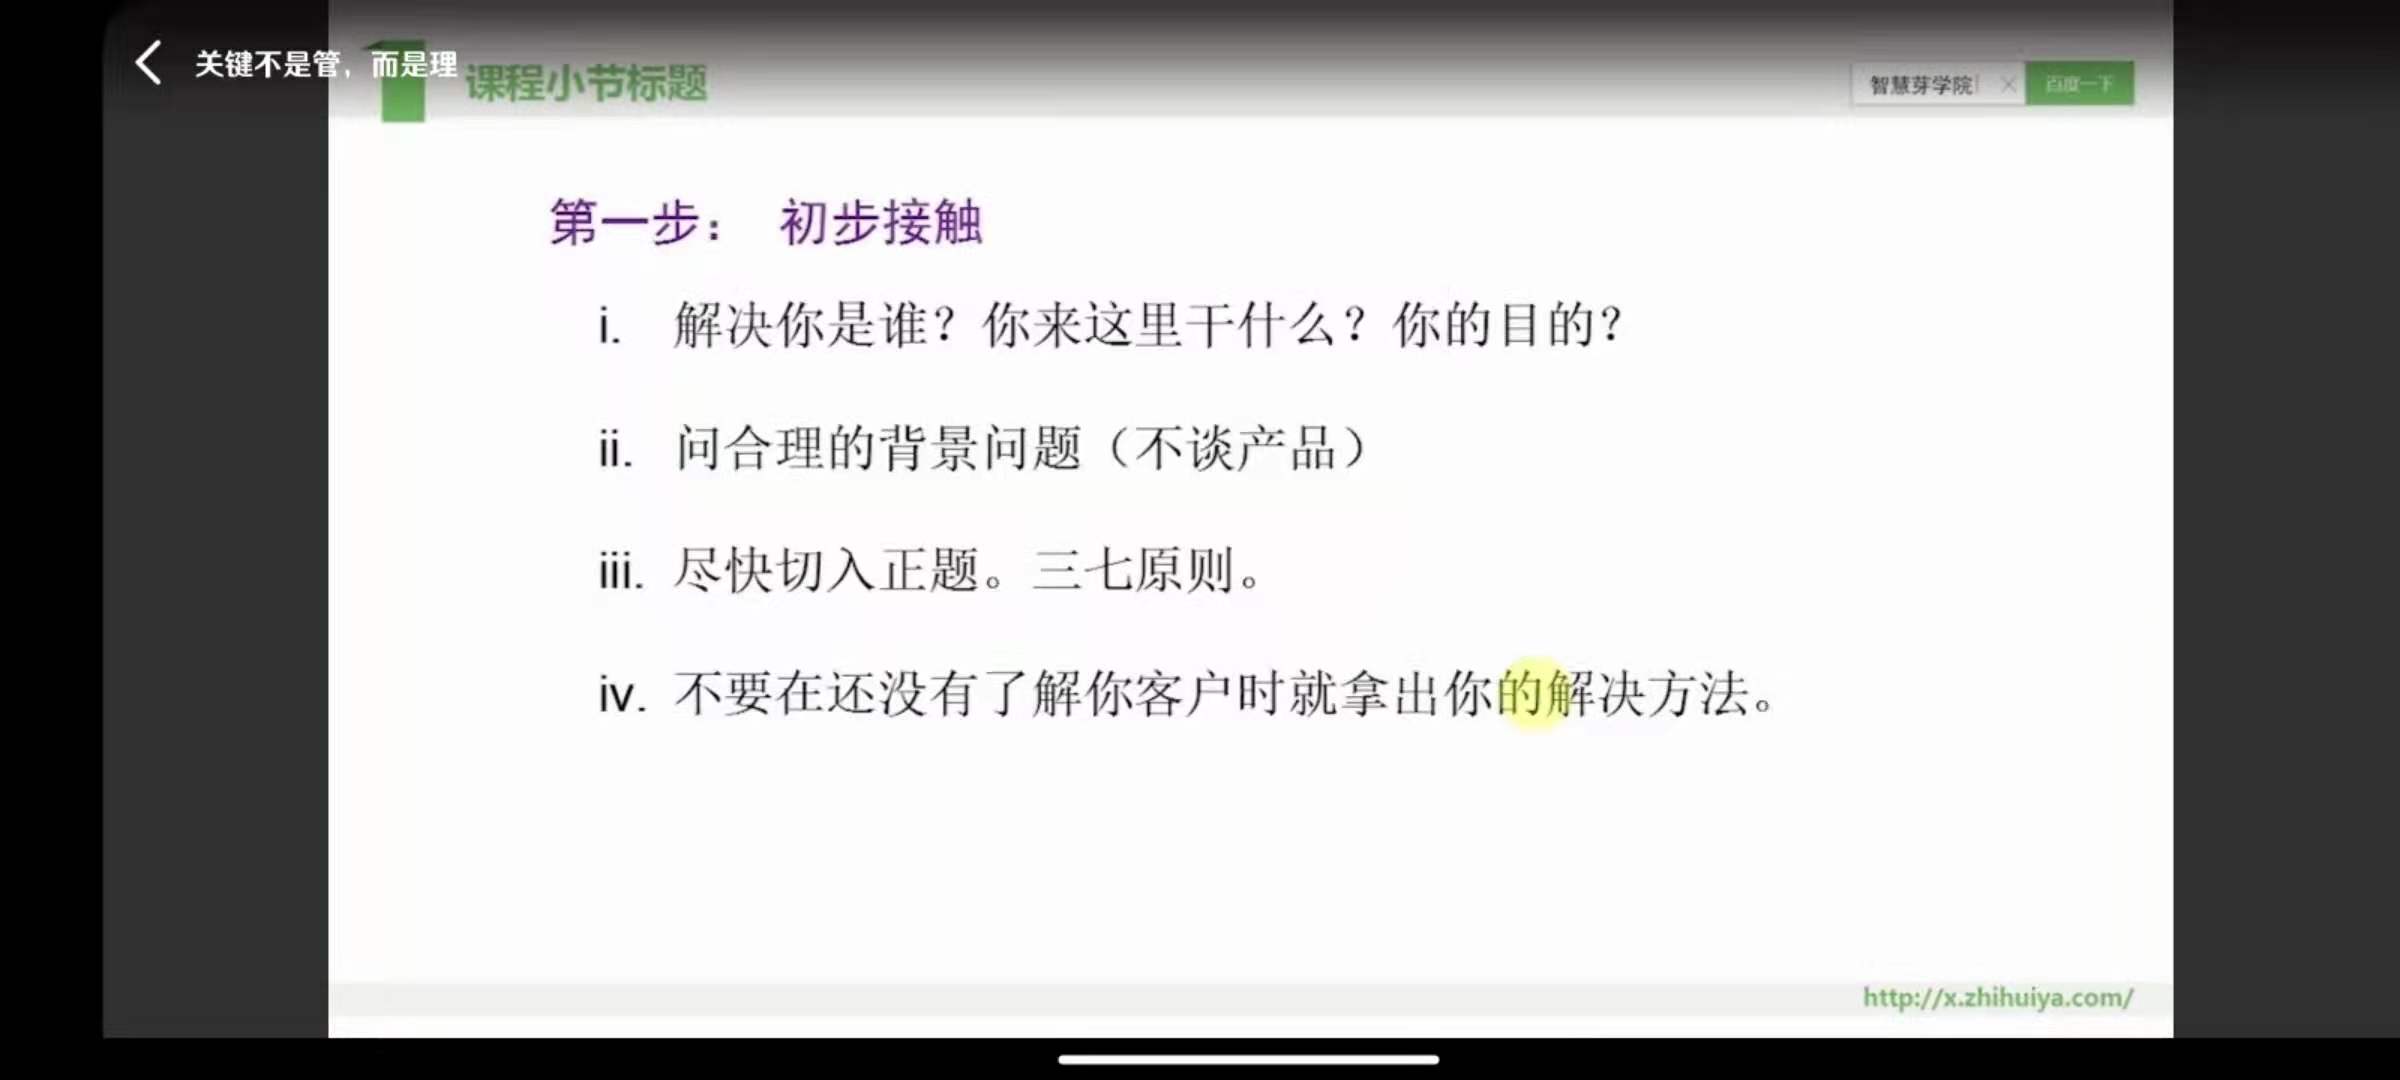 关键不是管，而是理
课程小节标题
智慧芽学院
百度一下
第一步： 初步接触
i. 解决你是谁？你来这里干什么？你的目的？
ii. 问合理的背景问题（不谈产品）
iii. 尽快切入正题。三七原则。
iv. 不要在还没有了解你客户时就拿出你的解决方法。
http://x.zhihuiya.com/